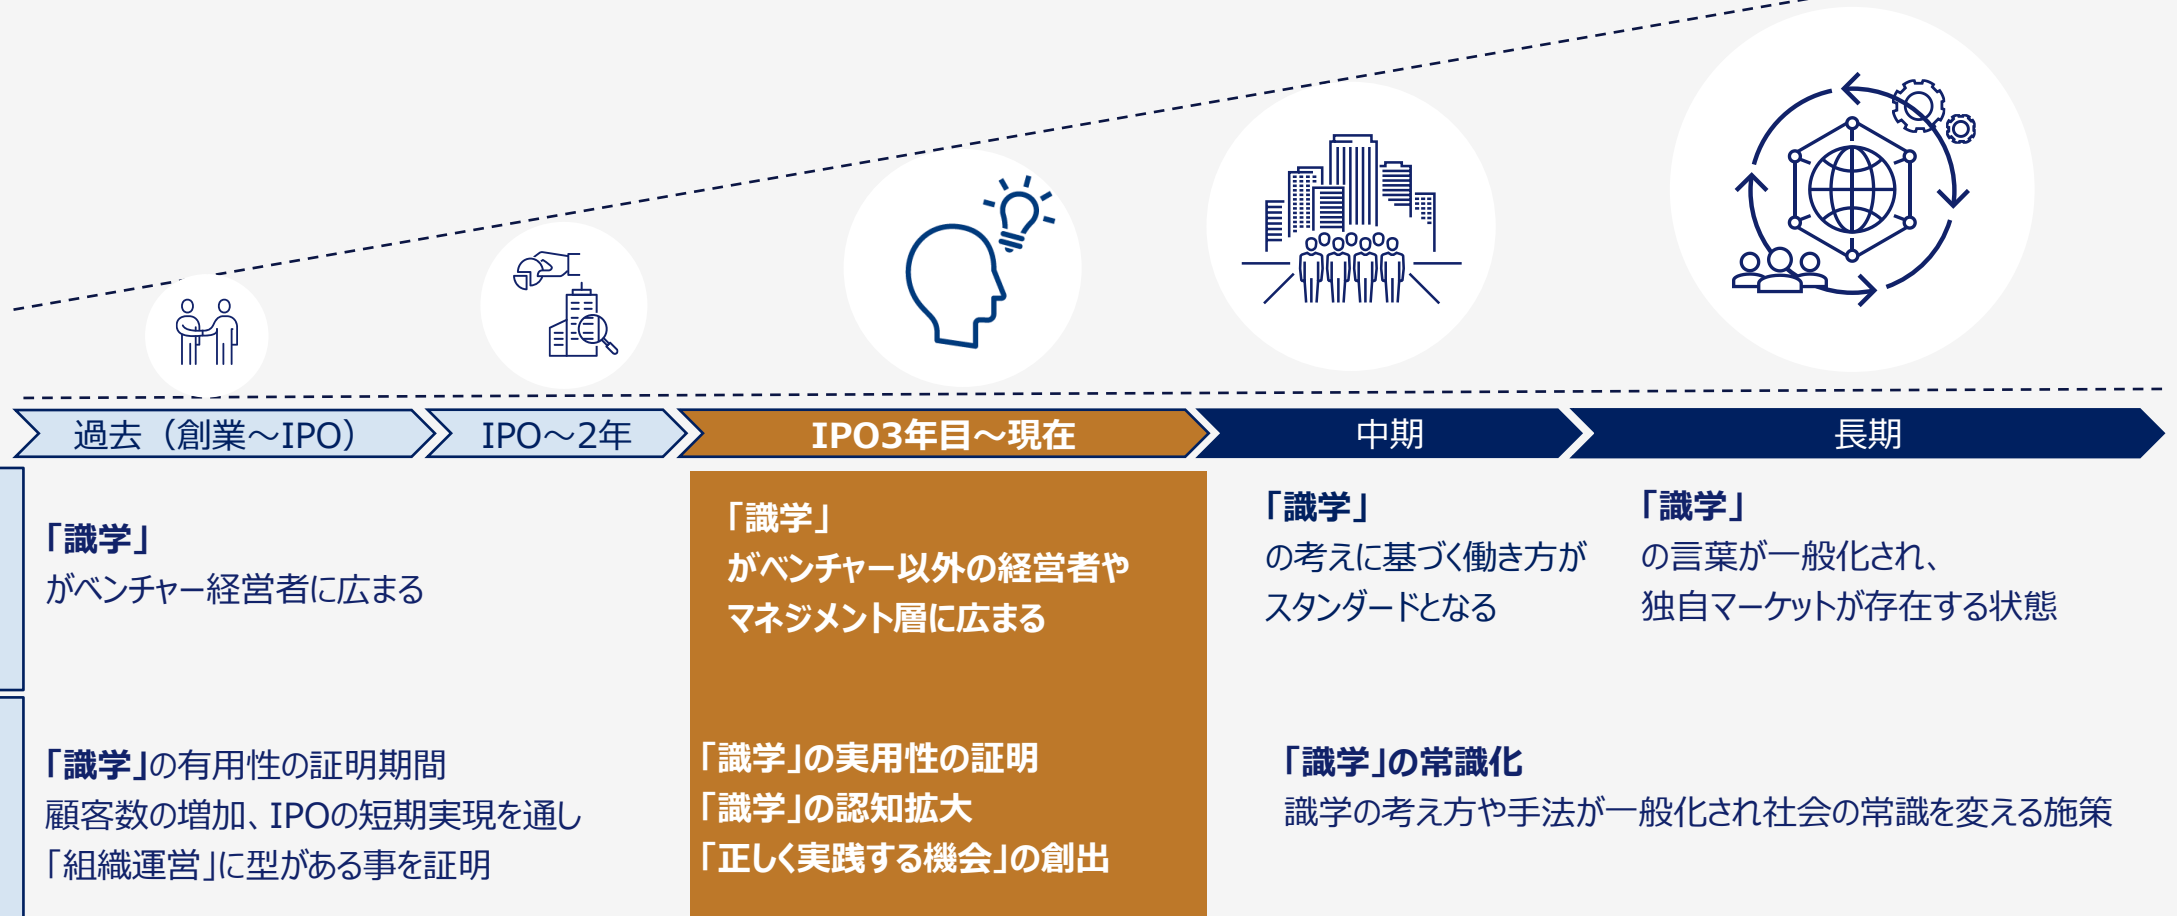 過去（創業～IPO）
IPO～2年
IPO3年目～現在
中期
長期
「識学」
がベンチャー経営者に広まる
「識学」
がベンチャー以外の経営者や
マネジメント層に広まる
「識学」
の考えに基づく働き方が
スタンダードとなる
「識学」
の言葉が一般化され、
独自マーケットが存在する状態
「識学」の有用性の証明期間
顧客数の増加、IPOの短期実現を通し
「組織運営」に型がある事を証明
「識学」の実用性の証明
「識学」の認知拡大
「正しく実践する機会」の創出
「識学」の常識化
識学の考え方や手法が一般化され社会の常識を変える施策